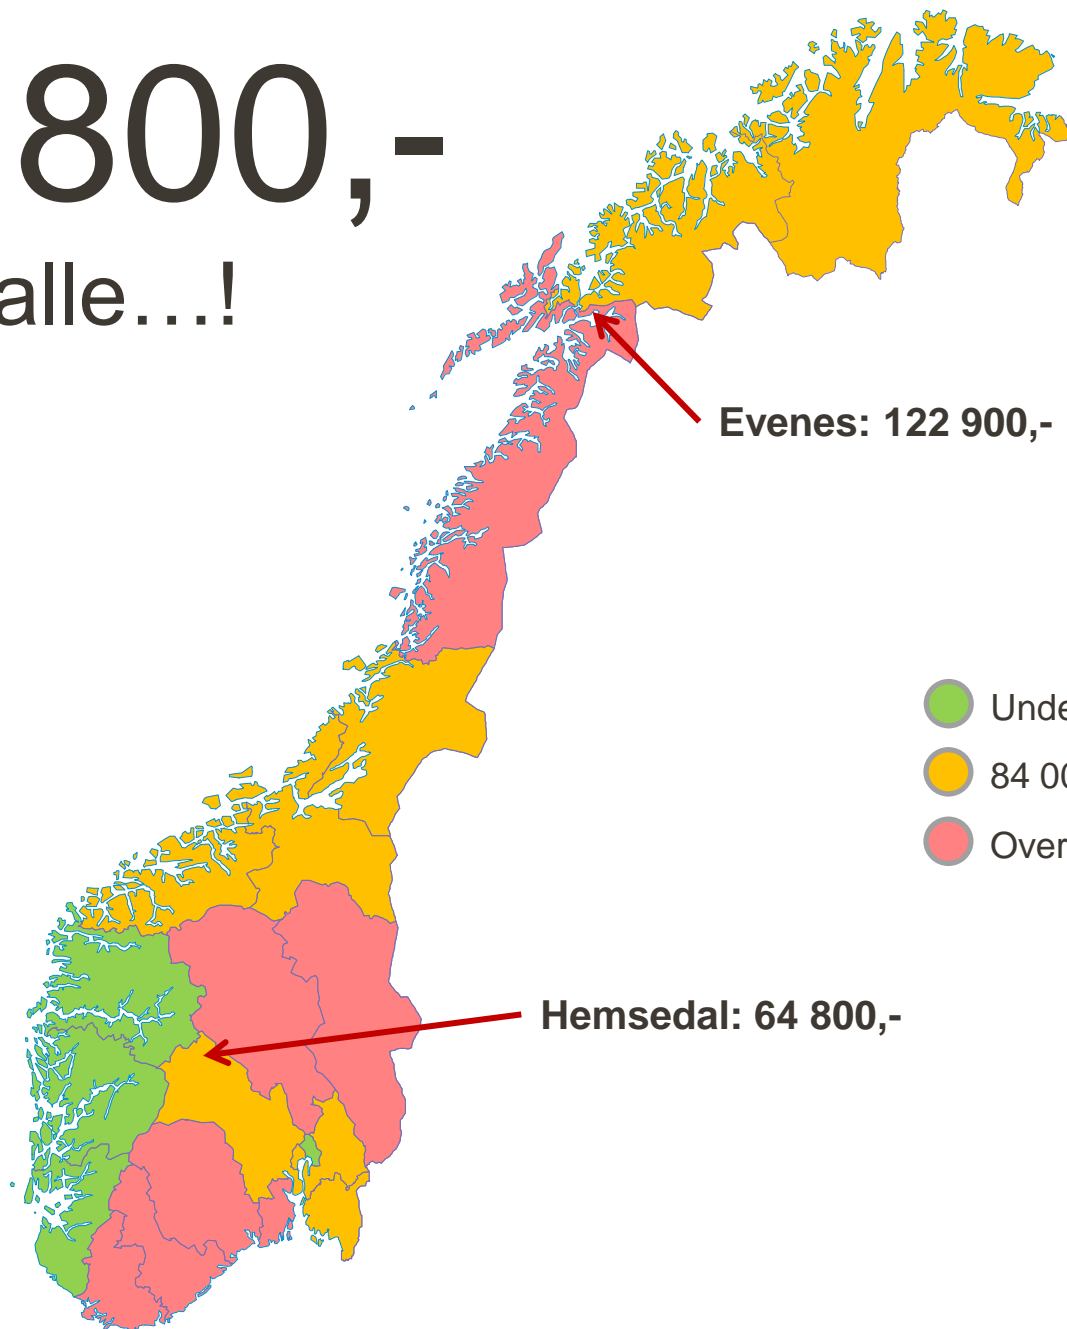 800,-
alle…!
Evenes: 122 900,-
Unde
84 00
Over
Hemsedal: 64 800,-